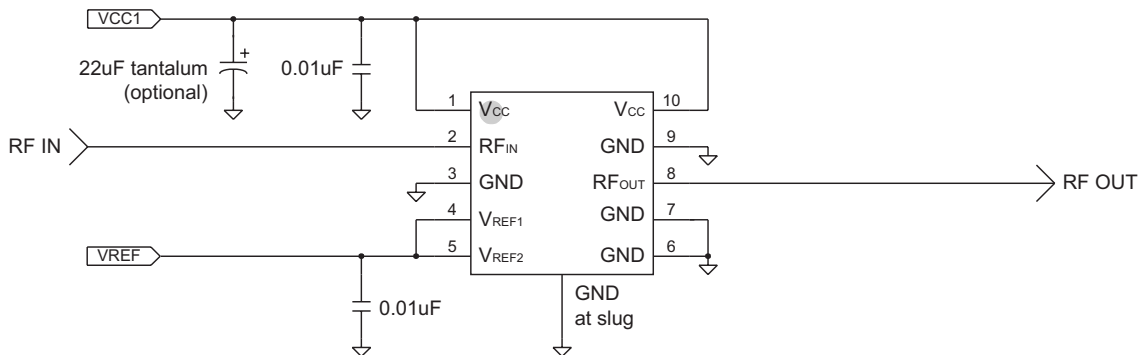 VCC1
+
22uF tantalum
(optional)
0.01uF
1
VCC
VCC
10
RF IN
2
RFIN
GND
9
3
GND
RFOUT
8
RF OUT
4
VREF1
GND
7
VREF
5
VREF2
GND
6
0.01uF
GND
at slug